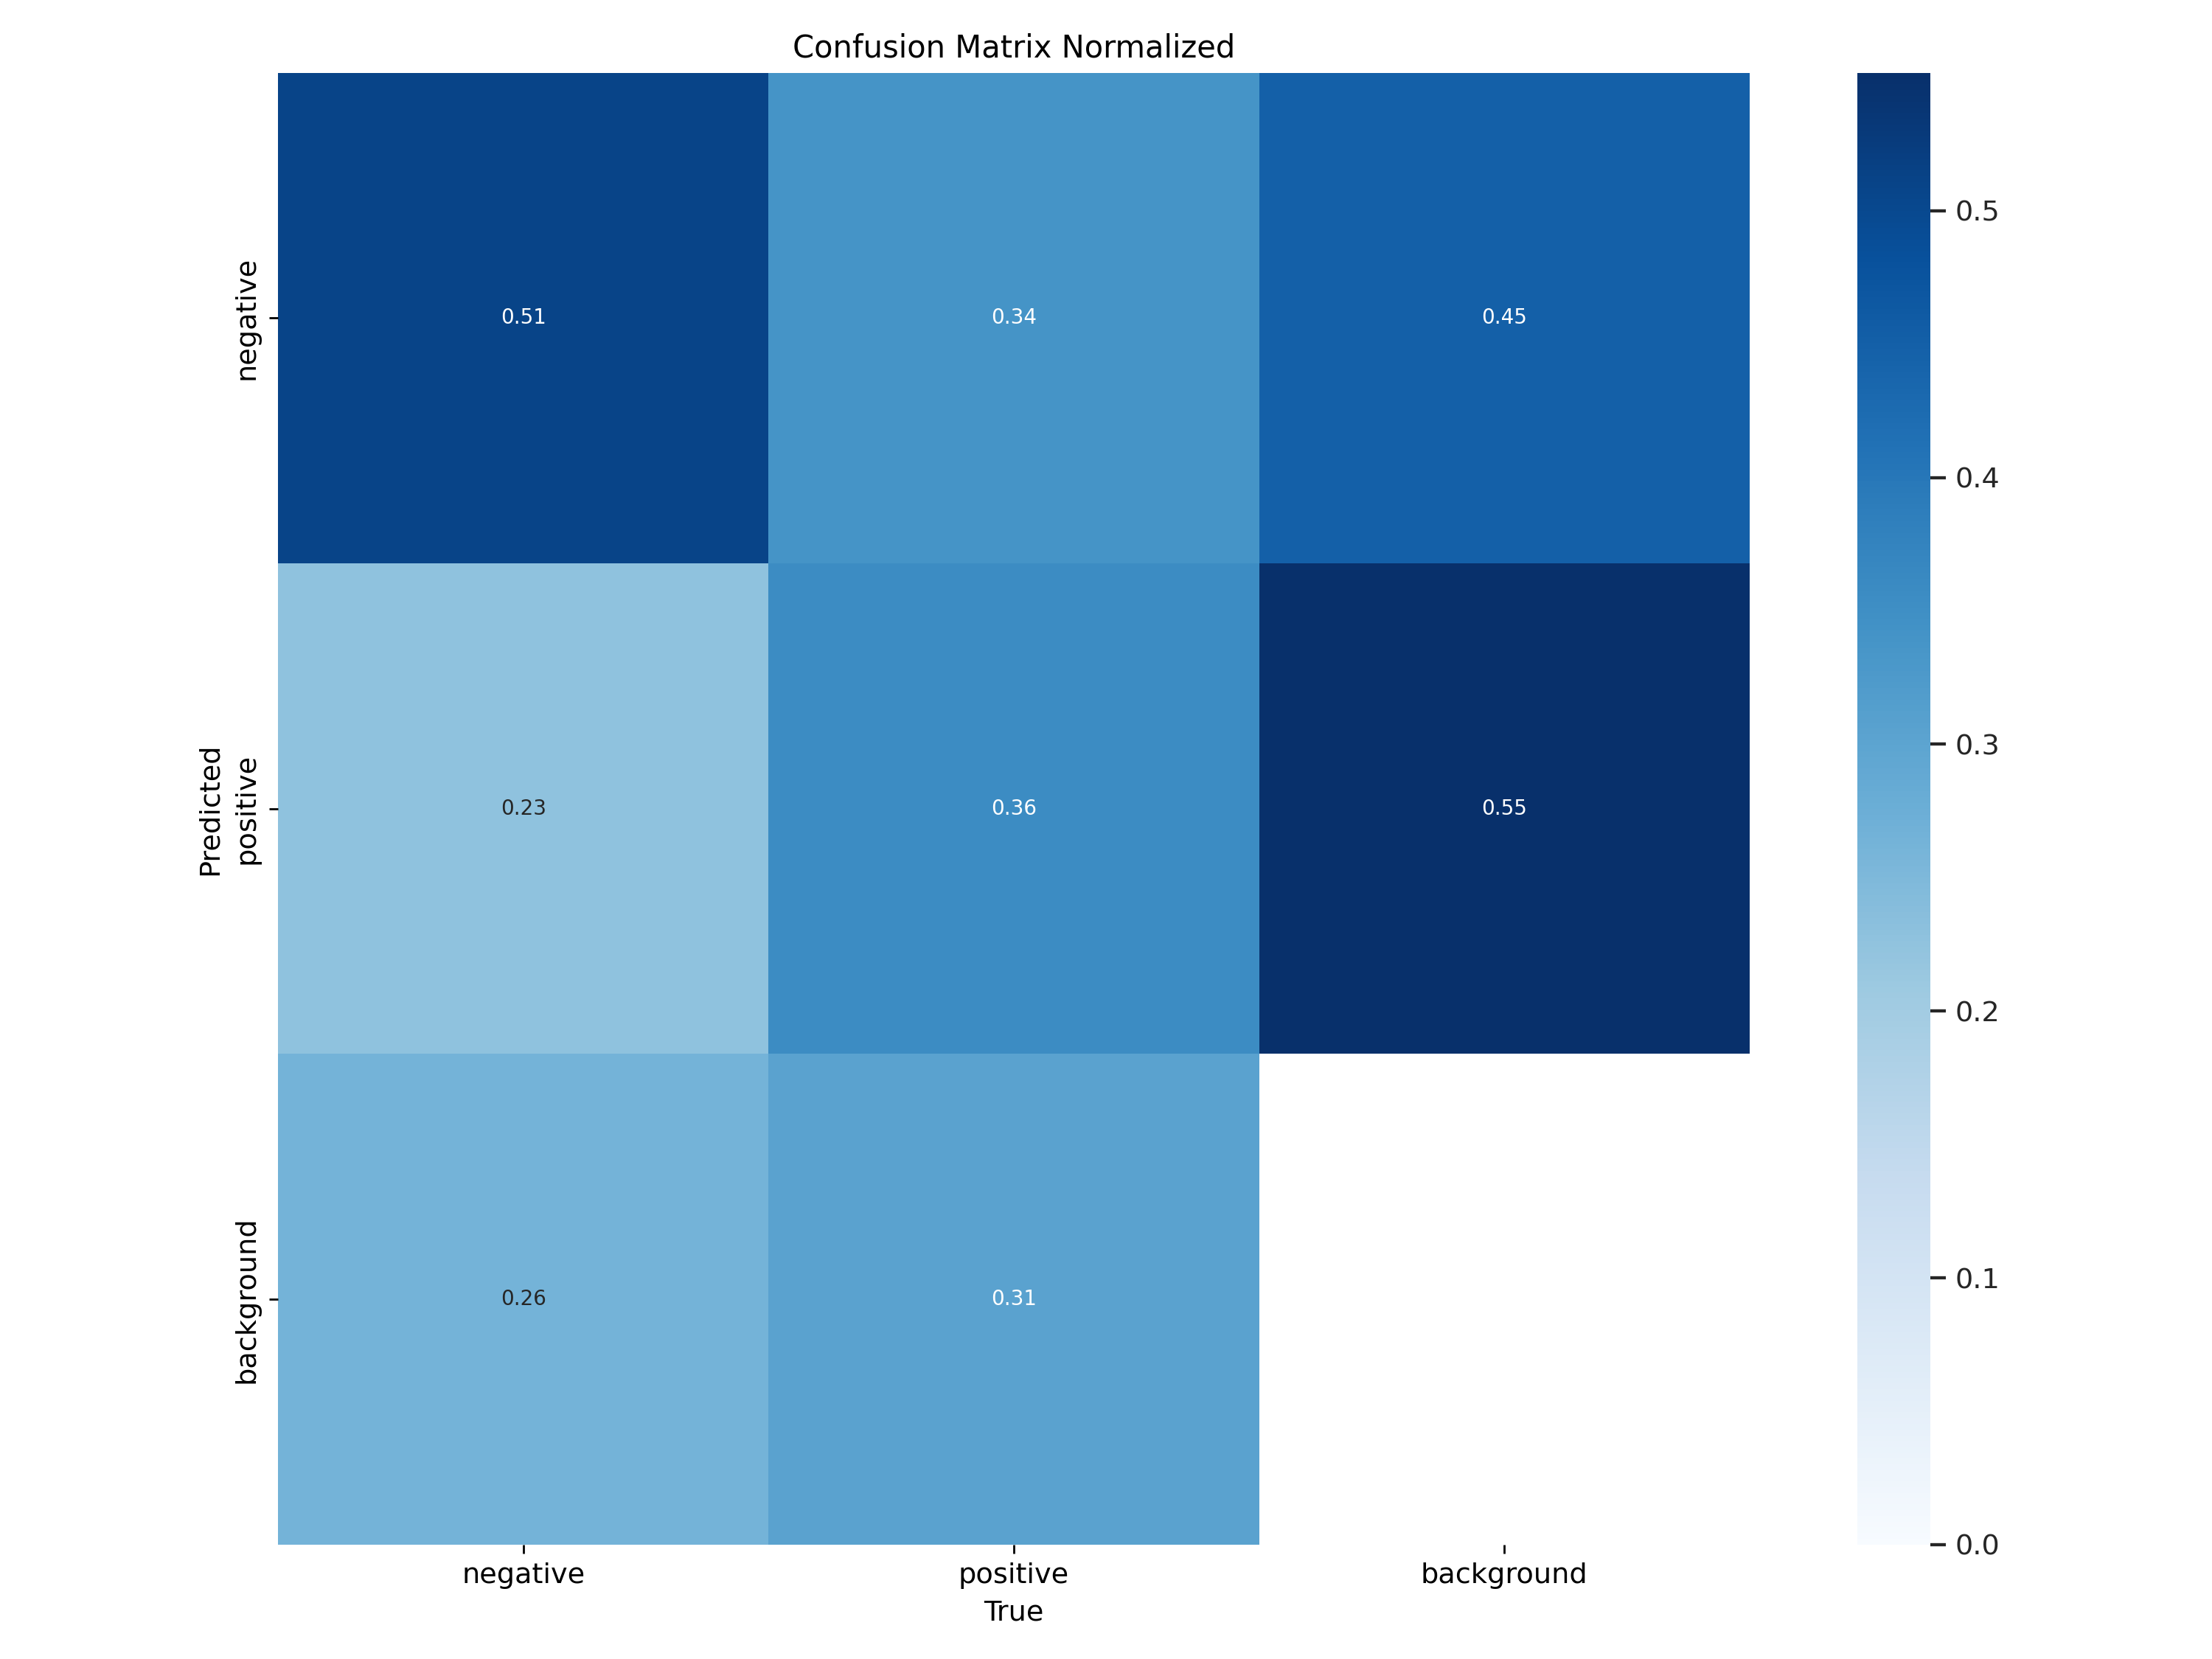 Confusion Matrix Normalized
negative
0.51
0.34
0.45
Predicted
positive
0.23
0.36
0.55
background
0.26
0.31
negative
positive
background
True
0.5
0.4
0.3
0.2
0.1
0.0